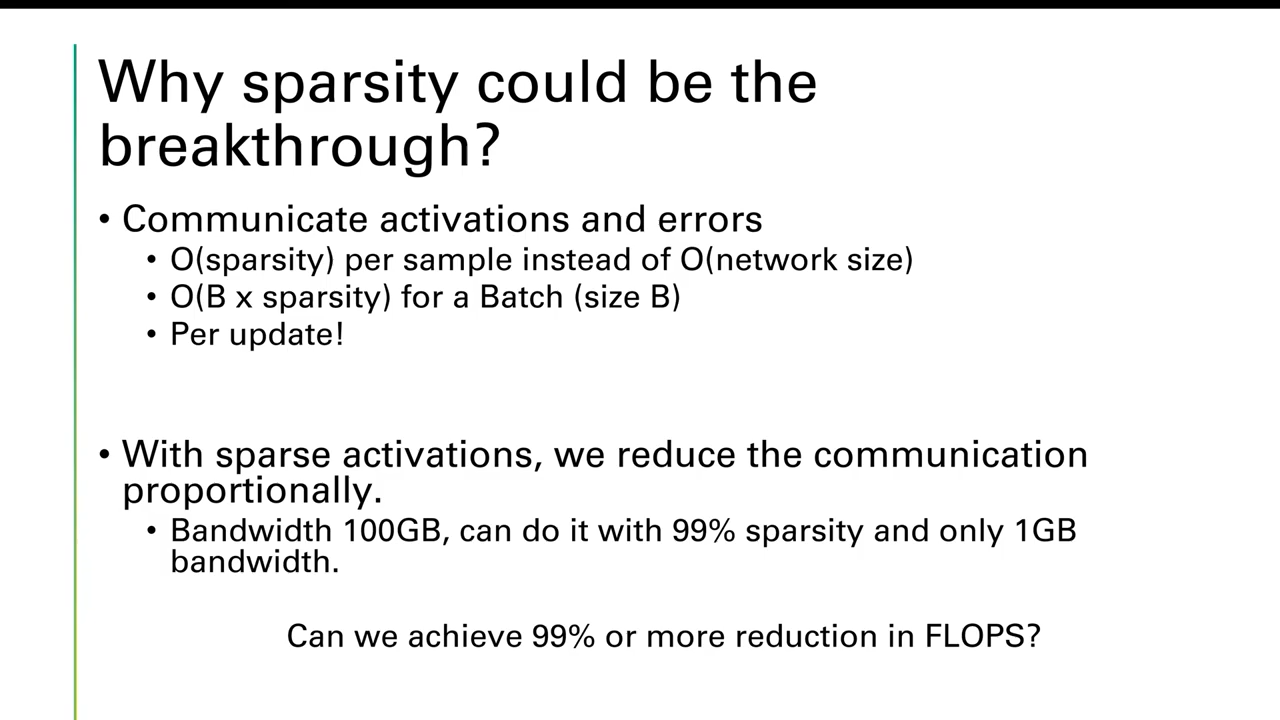 Why sparsity could be the
breakthrough?
• Communicate activations and errors
• O(sparsity) per sample instead of O(network size)
• O(B x sparsity) for a Batch (size B)
• Per update!
• With sparse activations, we reduce the communication
proportionally.
• Bandwidth 100GB, can do it with 99% sparsity and only 1GB
bandwidth.
Can we achieve 99% or more reduction in FLOPS?